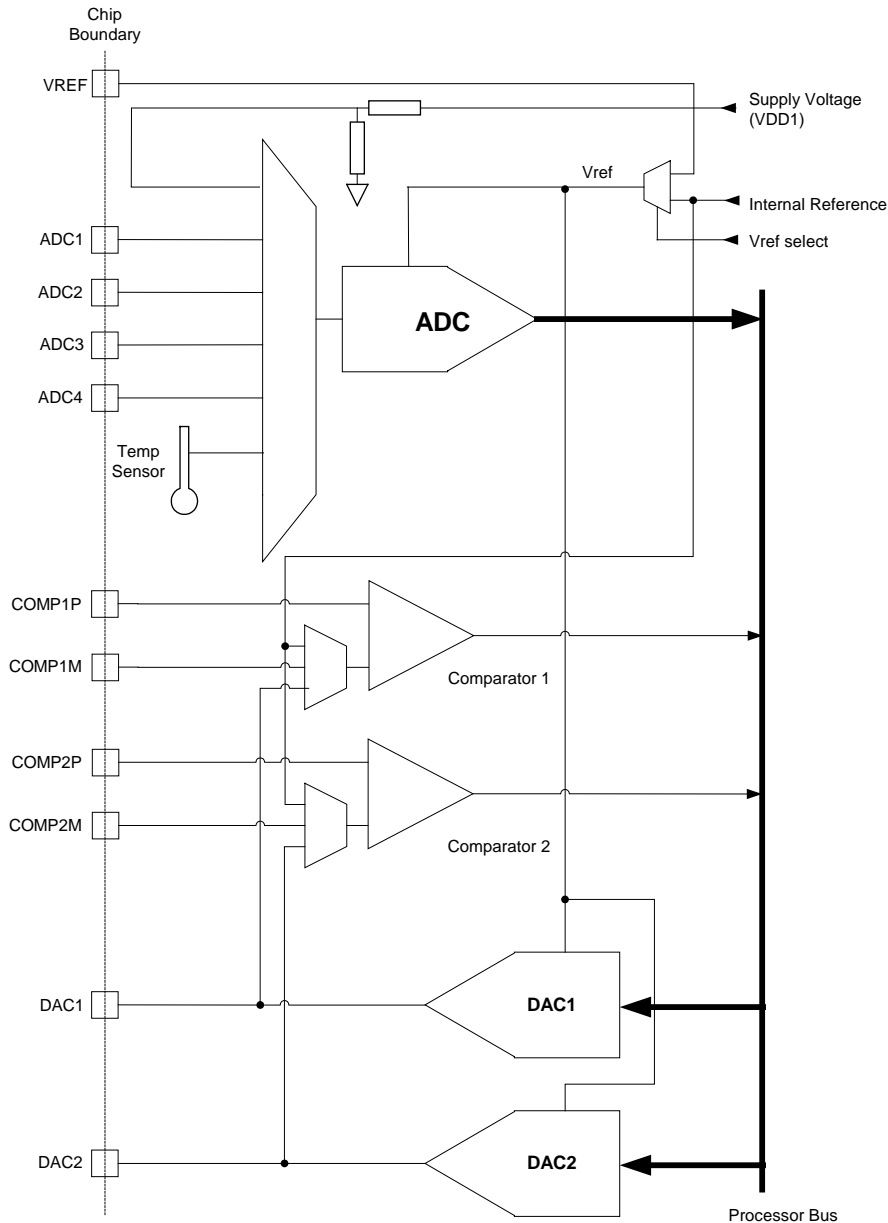 Chip
Boundary
VREF
Supply Voltage
(VDD1)
Vref
Internal Reference
ADC1
Vref select
ADC2
ADC
ADC3
ADC4
Temp
Sensor
COMP1P
COMP1M
Comparator 1
COMP2P
COMP2M
Comparator 2
DAC1
DAC1
DAC2
DAC2
Processor Bus